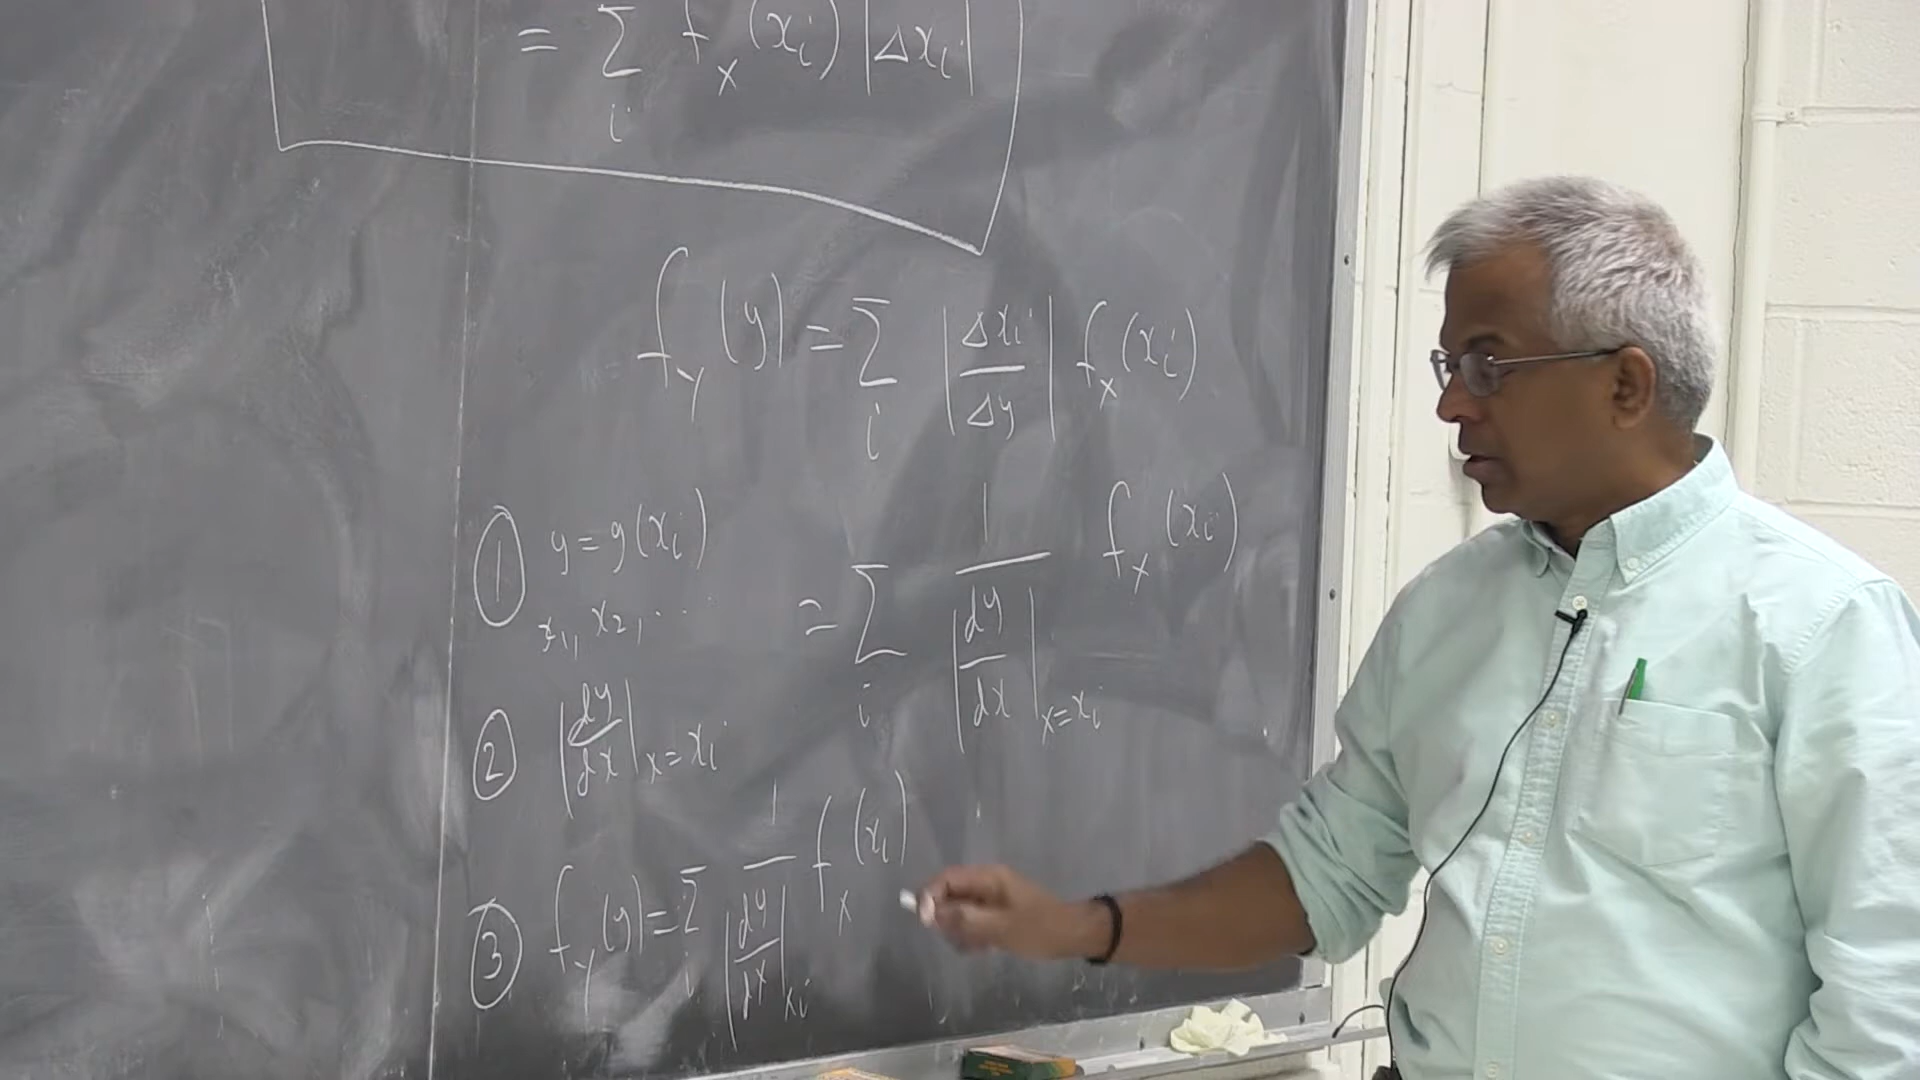 = Σ_i f_X(x_i) |Δx_i|
f_Y(y) = Σ_i |Δx_i/Δy| f_X(x_i)
① y = g(x_i)
x_1, x_2, ...
= Σ_i 1/|dy/dx|_{x=x_i} f_X(x_i)
② |dy/dx|_{x=x_i}
③ f_Y(y) = Σ_i 1/|dy/dx|_{x_i} f_X(x_i)